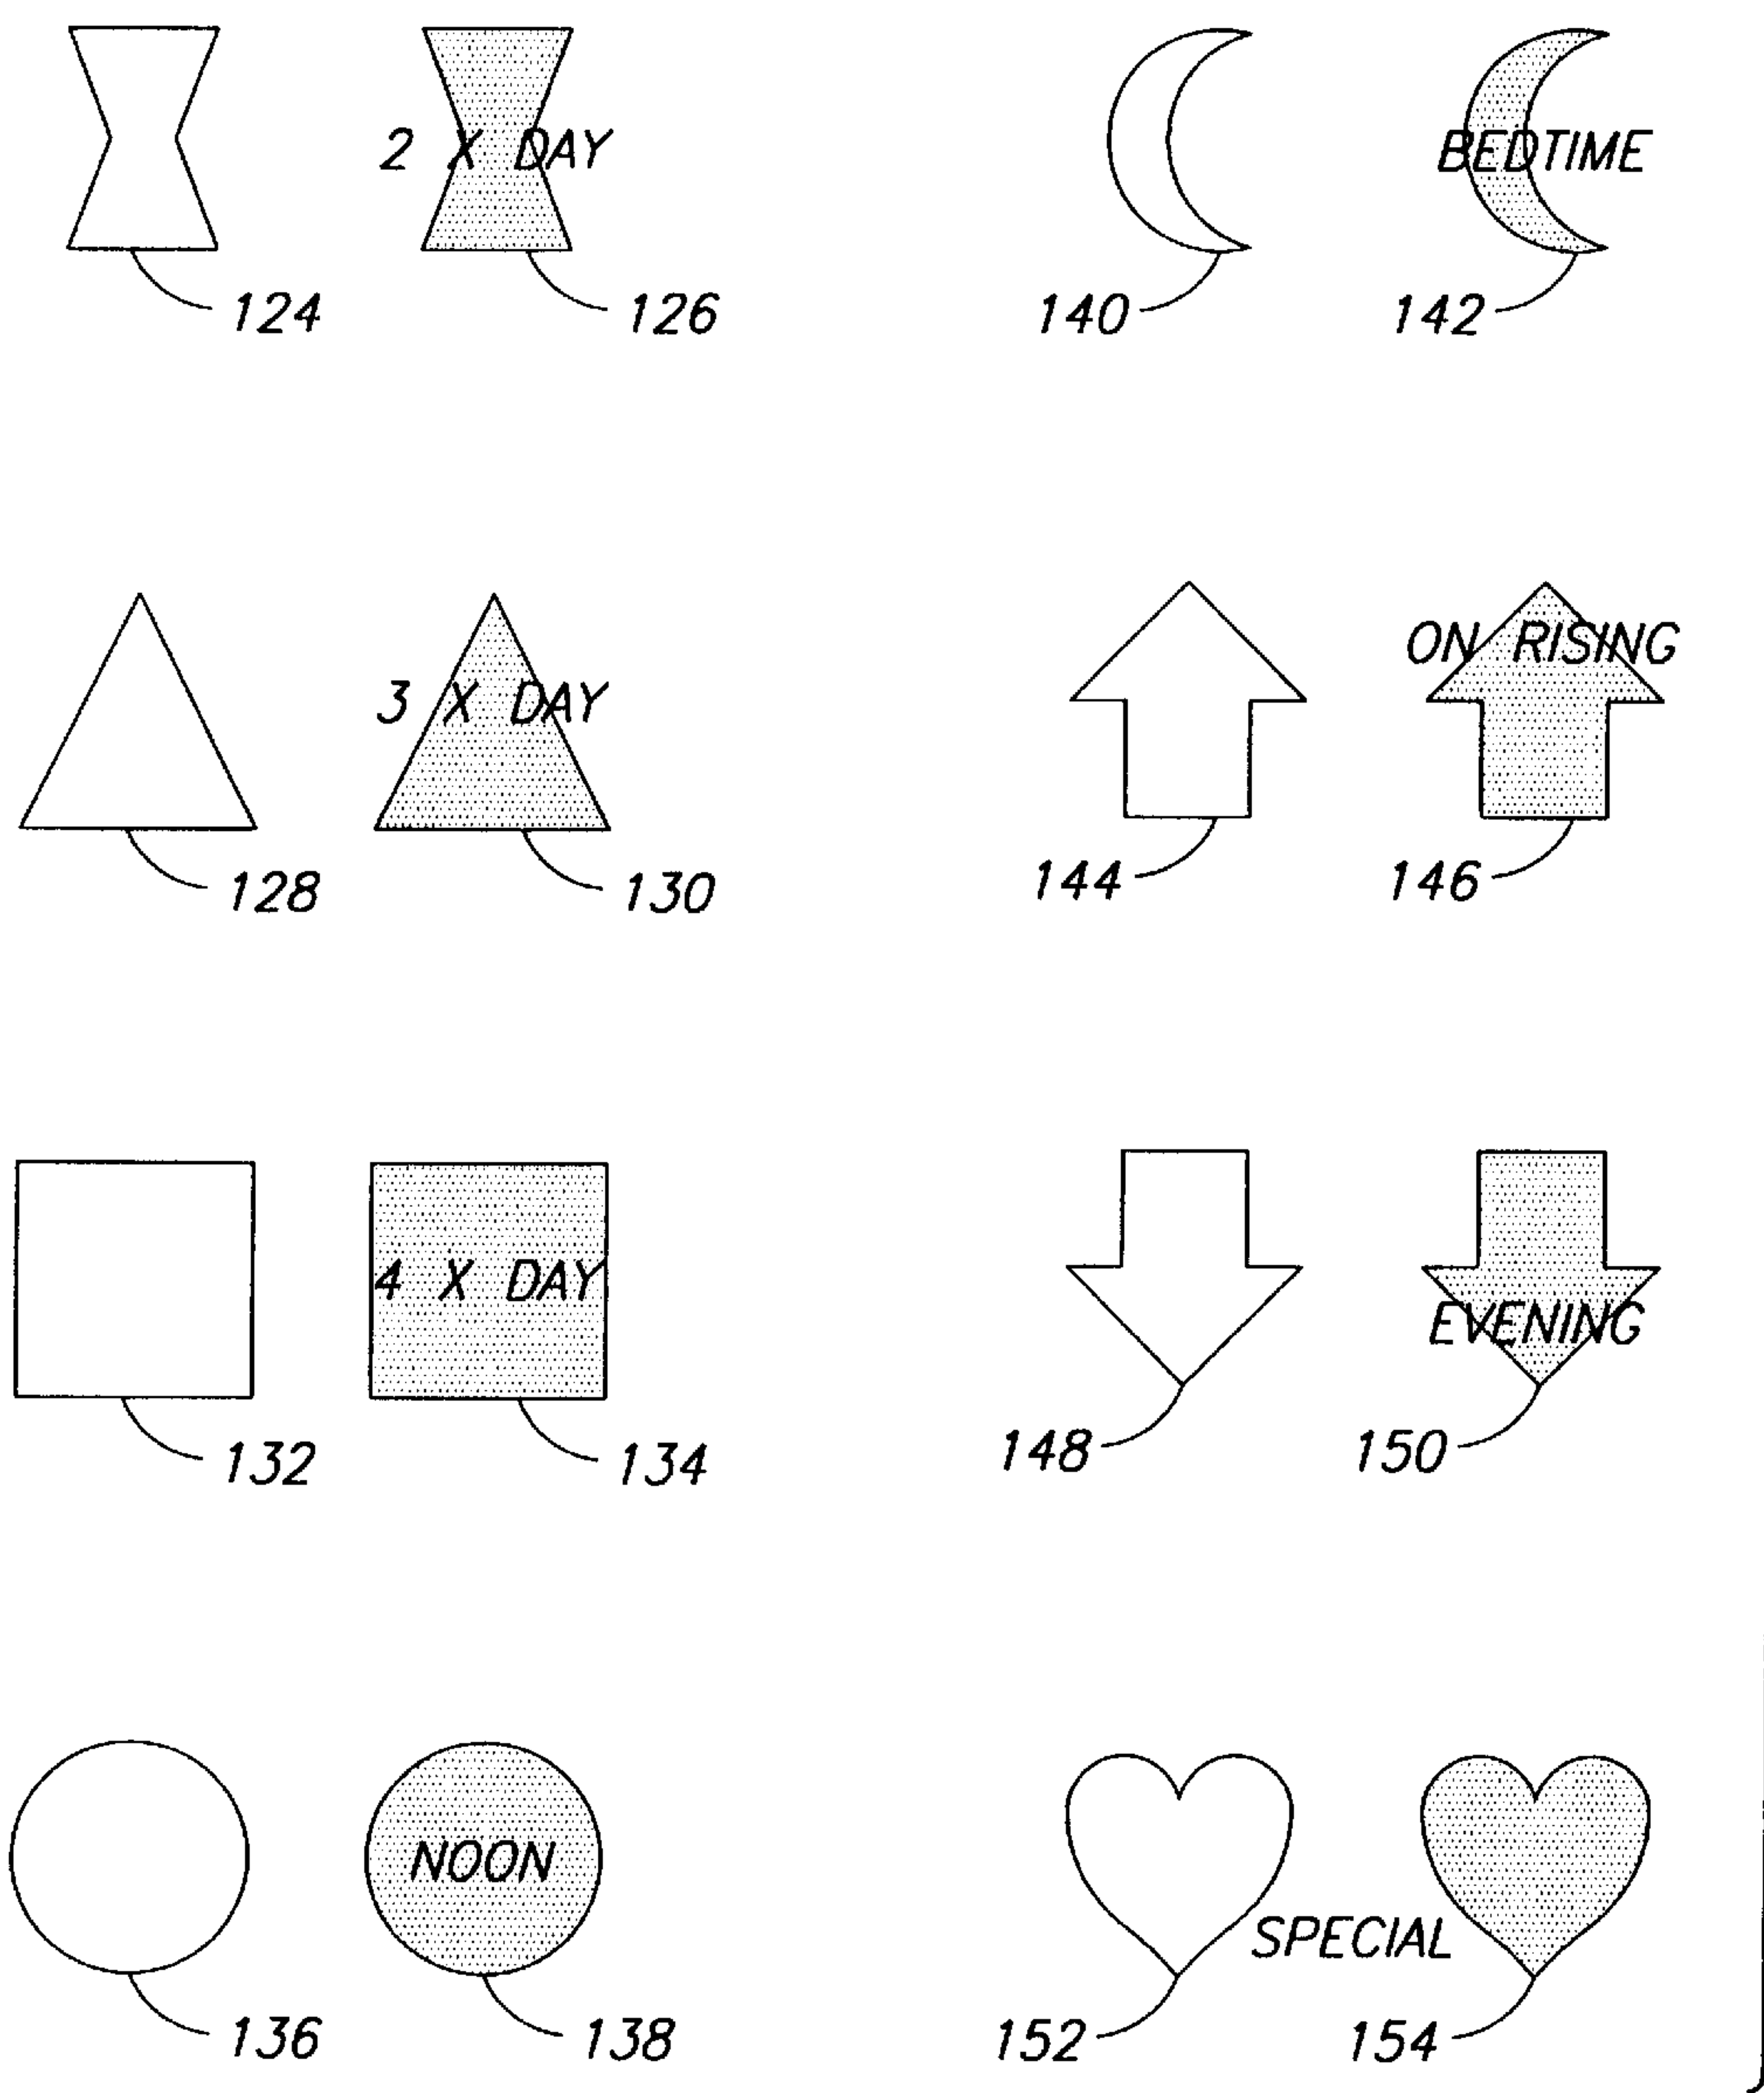 2 X DAY
BEDTIME
124
126
140
142
3 X DAY
ON RISING
128
130
144
146
4 X DAY
EVENING
132
134
148
150
NOON
SPECIAL
136
138
152
154